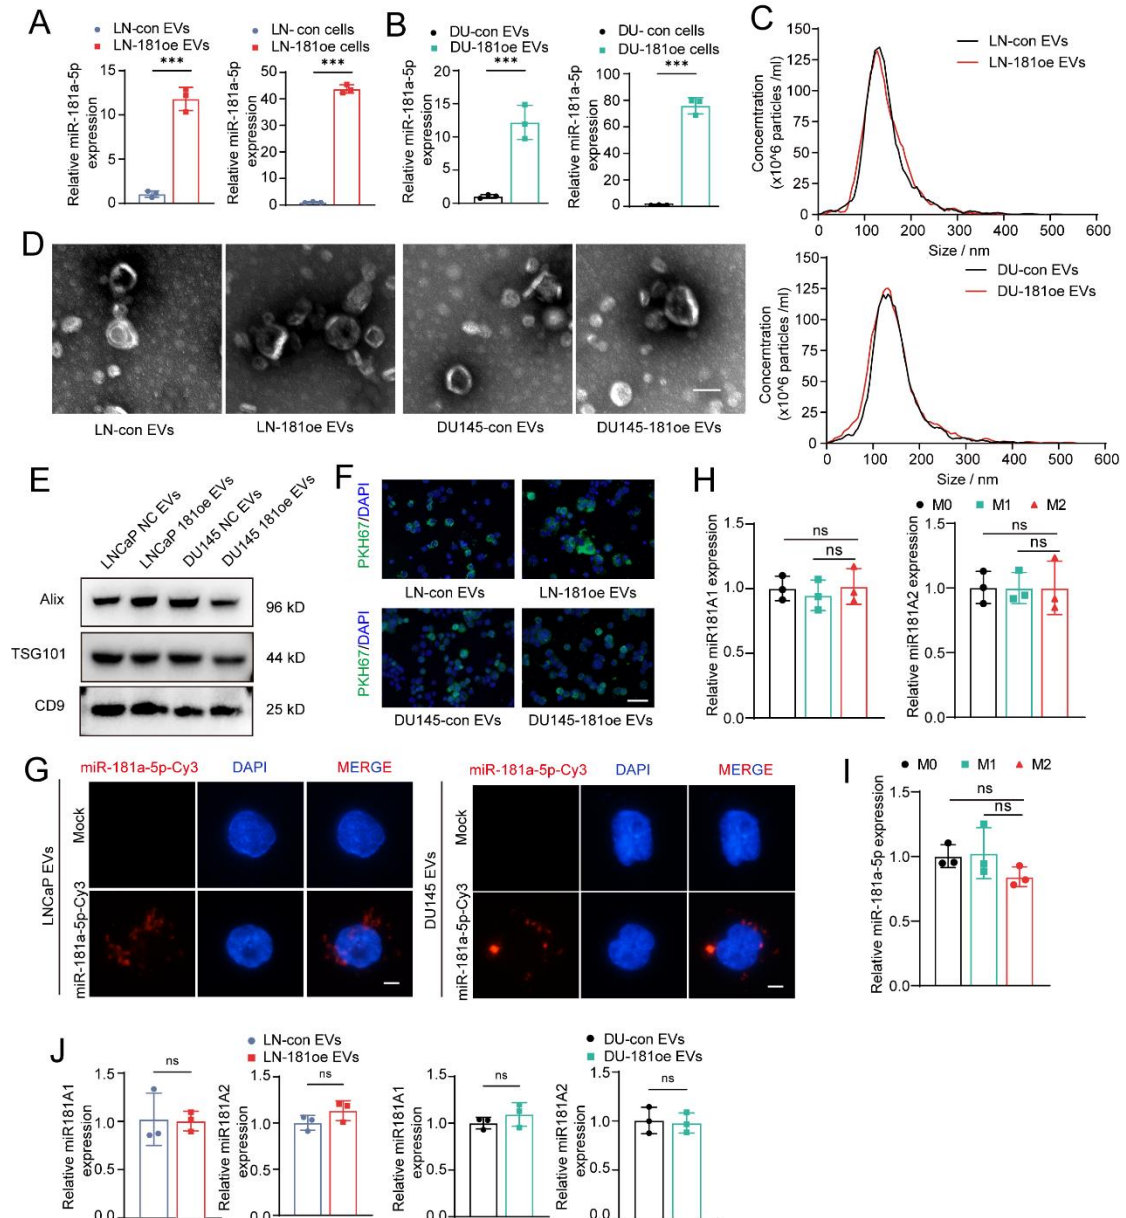 A
LN-con EVs
LN-181oe EVs
Relative miR-181a-5p
expression
15
10
5
0
***
LN- con cells
LN-181oe cells
Relative miR-181a-5p
expression
50
40
30
20
10
0
***
B
DU-con EVs
DU-181oe EVs
Relative miR-181a-5p
expression
20
15
10
5
0
***
DU- con cells
DU-181oe cells
Relative miR-181a-5p
expression
100
80
60
40
20
0
***
C
LN-con EVs
LN-181oe EVs
Concerntration
(x10^6 particles /ml)
150
125
100
75
50
25
0
0 100 200 300 400 500 600
Size / nm
DU-con EVs
DU-181oe EVs
Concerntration
(x10^6 particles /ml)
150
125
100
75
50
25
0
0 100 200 300 400 500 600
Size / nm
D
LN-con EVs
LN-181oe EVs
DU145-con EVs
DU145-181oe EVs
E
LNCaP NC EVs
LNCaP 181oe EVs
DU145 NC EVs
DU145 181oe EVs
Alix
96 kD
TSG101
44 kD
CD9
25 kD
F
PKH67/DAPI
LN-con EVs
LN-181oe EVs
PKH67/DAPI
DU145-con EVs
DU145-181oe EVs
H
M0 M1 M2
Relative miR181A1 expression
1.5
1.0
0.5
0.0
ns
ns
Relative miR181A2 expression
1.5
1.0
0.5
0.0
ns
ns
G
miR-181a-5p-Cy3
DAPI
MERGE
LNCaP EVs
Mock
miR-181a-5p-Cy3
miR-181a-5p-Cy3
DAPI
MERGE
DU145 EVs
Mock
miR-181a-5p-Cy3
I
M0 M1 M2
Relative miR-181a-5p expression
1.5
1.0
0.5
0.0
ns
ns
J
LN-con EVs
LN-181oe EVs
Relative miR181A1
expression
1.5
1.0
0.5
0.0
ns
Relative miR181A2
expression
1.5
1.0
0.5
0.0
ns
DU-con EVs
DU-181oe EVs
Relative miR181A1
expression
1.5
1.0
0.5
0.0
ns
Relative miR181A2
expression
1.5
1.0
0.5
0.0
ns